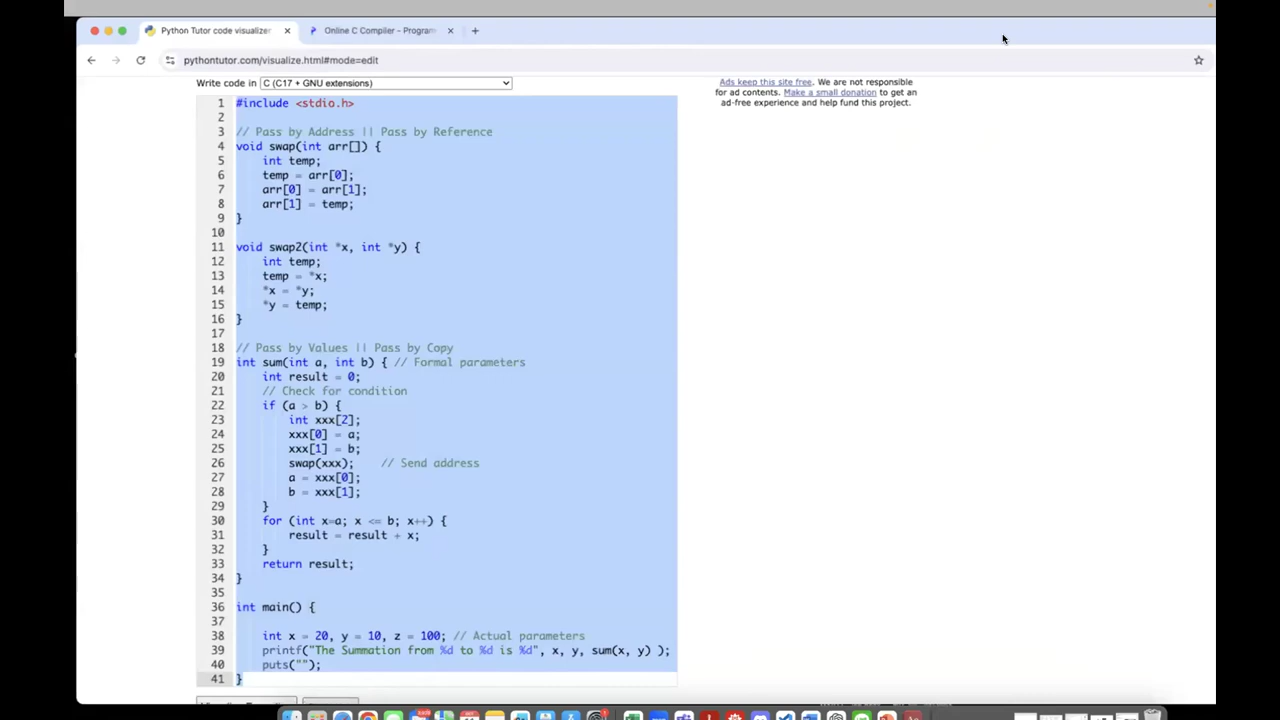 Python Tutor code visualizer
Online C Compiler - Program
pythontutor.com/visualize.html#mode=edit
Write code in
C (C17 + GNU extensions)
Ads keep this site free. We are not responsible
for ad contents. Make a small donation to get an
ad-free experience and help fund this project.
1 #include <stdio.h>
2
3 // Pass by Address || Pass by Reference
4 void swap(int arr[]) {
5 int temp;
6 temp = arr[0];
7 arr[0] = arr[1];
8 arr[1] = temp;
9 }
10
11 void swap2(int *x, int *y) {
12 int temp;
13 temp = *x;
14 *x = *y;
15 *y = temp;
16 }
17
18 // Pass by Values || Pass by Copy
19 int sum(int a, int b) { // Formal parameters
20 int result = 0;
21 // Check for condition
22 if (a > b) {
23 int xxx[2];
24 xxx[0] = a;
25 xxx[1] = b;
26 swap(xxx); // Send address
27 a = xxx[0];
28 b = xxx[1];
29 }
30 for (int x=a; x <= b; x++) {
31 result = result + x;
32 }
33 return result;
34 }
35
36 int main() {
37
38 int x = 20, y = 10, z = 100; // Actual parameters
39 printf("The Summation from %d to %d is %d", x, y, sum(x, y) );
40 puts("");
41 }